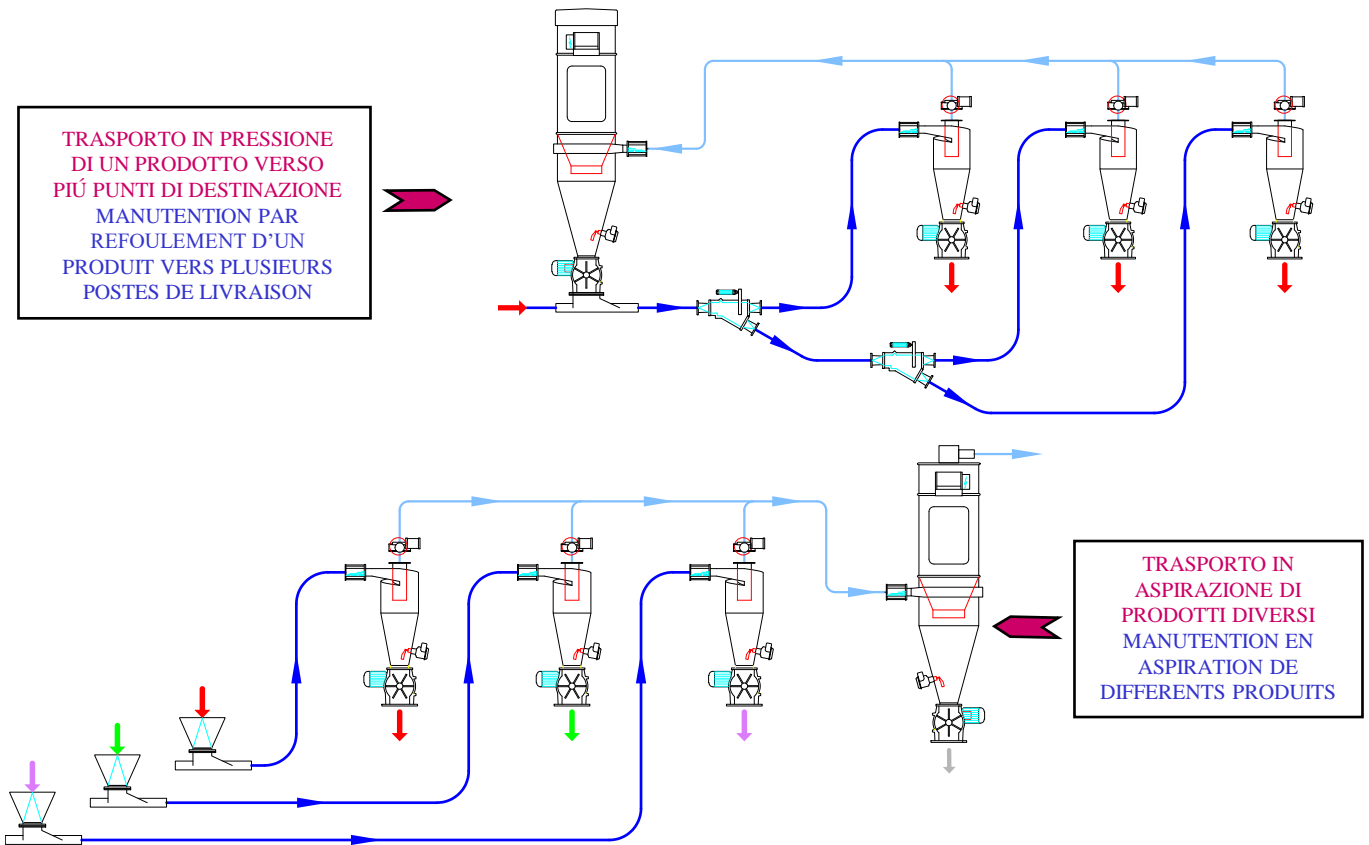 TRASPORTO IN PRESSIONE
DI UN PRODOTTO VERSO
PIÚ PUNTI DI DESTINAZIONE
MANUTENTION PAR
REFOULEMENT D’UN
PRODUIT VERS PLUSIEURS
POSTES DE LIVRAISON
TRASPORTO IN
ASPIRAZIONE DI
PRODOTTI DIVERSI
MANUTENTION EN
ASPIRATION DE
DIFFERENTS PRODUITS